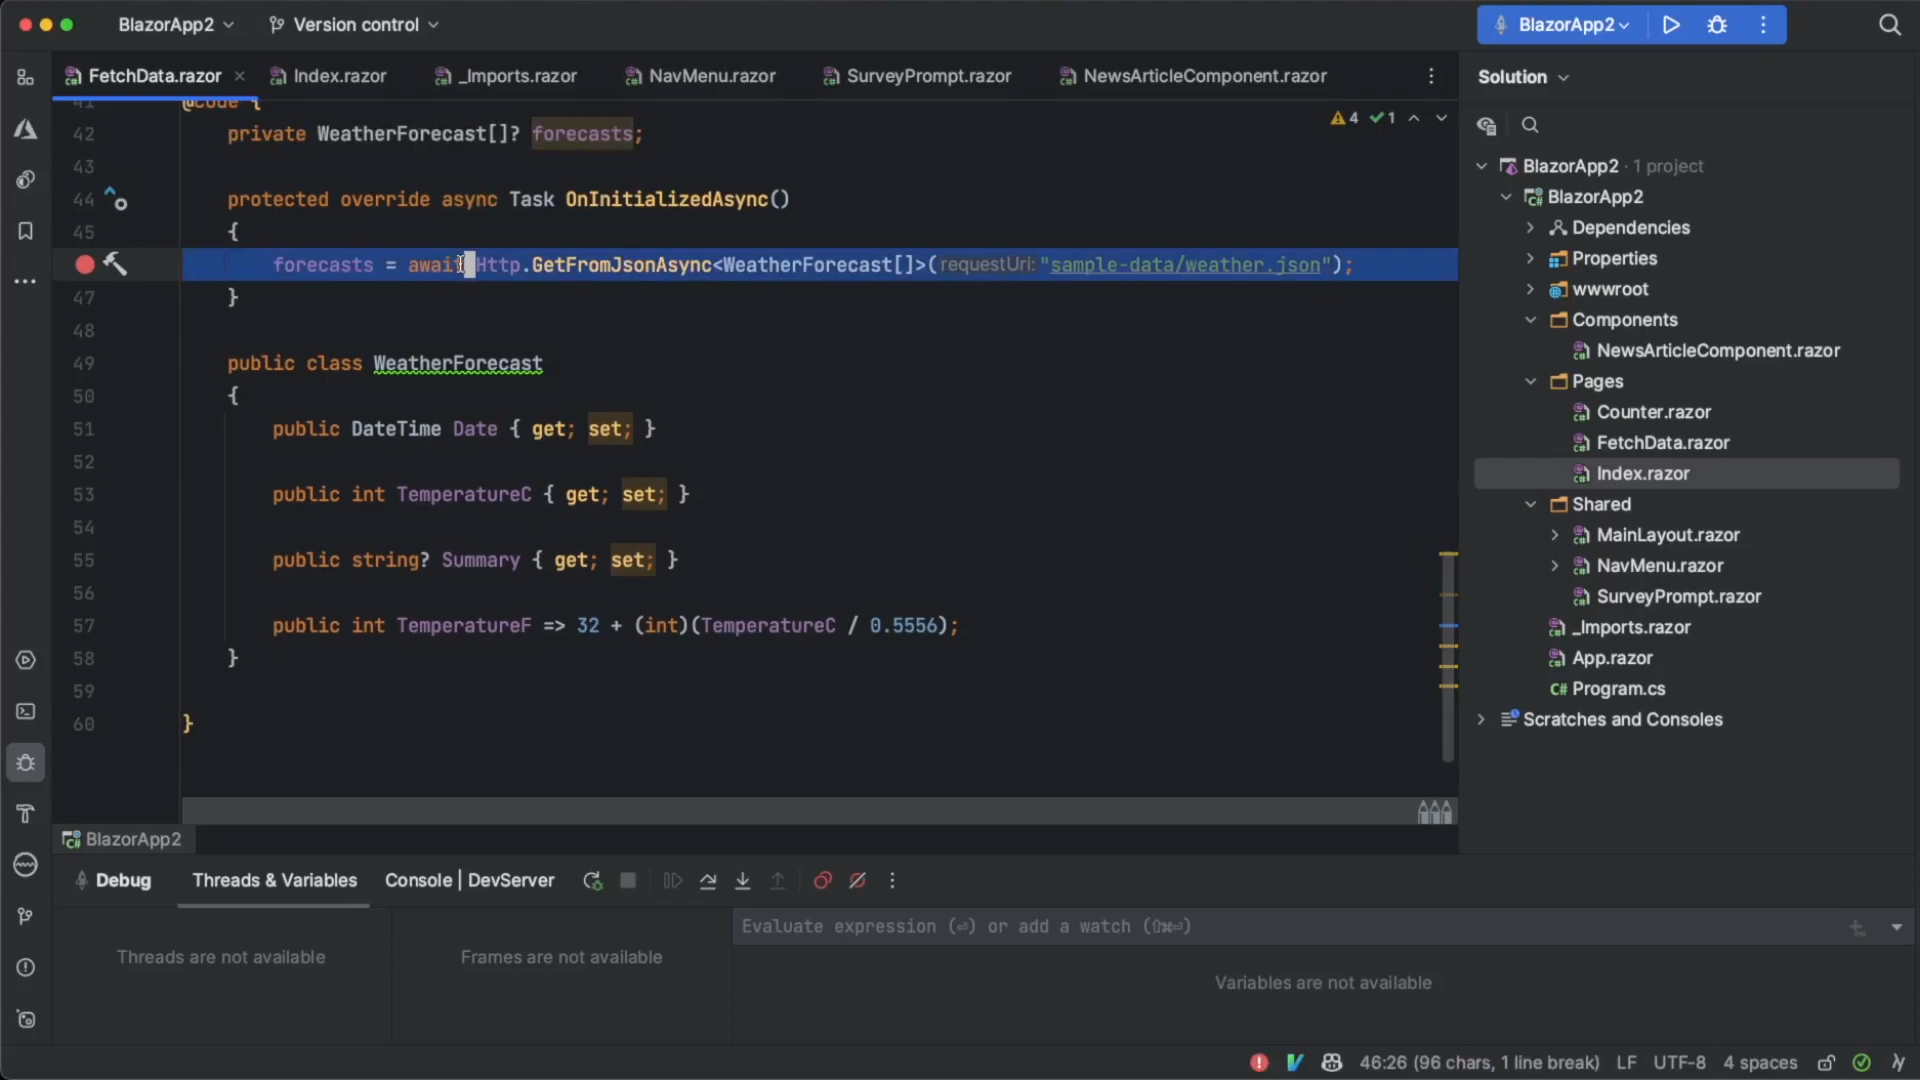 BlazorApp2
Version control
BlazorApp2
FetchData.razor
Index.razor
_Imports.razor
NavMenu.razor
SurveyPrompt.razor
NewsArticleComponent.razor
Solution
41 @code {
42 private WeatherForecast[]? forecasts;
4 1
43
44 protected override async Task OnInitializedAsync()
45 {
forecasts = await Http.GetFromJsonAsync<WeatherForecast[]>(requestUri: "sample-data/weather.json");
47 }
48
49 public class WeatherForecast
50 {
51 public DateTime Date { get; set; }
52
53 public int TemperatureC { get; set; }
54
55 public string? Summary { get; set; }
56
57 public int TemperatureF => 32 + (int)(TemperatureC / 0.5556);
58 }
59
60 }
BlazorApp2 · 1 project
BlazorApp2
Dependencies
Properties
wwwroot
Components
NewsArticleComponent.razor
Pages
Counter.razor
FetchData.razor
Index.razor
Shared
MainLayout.razor
NavMenu.razor
SurveyPrompt.razor
_Imports.razor
App.razor
C# Program.cs
Scratches and Consoles
BlazorApp2
Debug
Threads & Variables
Console | DevServer
Evaluate expression (⏎) or add a watch (⇧⌘⏎)
Threads are not available
Frames are not available
Variables are not available
46:26 (96 chars, 1 line break)
LF
UTF-8
4 spaces